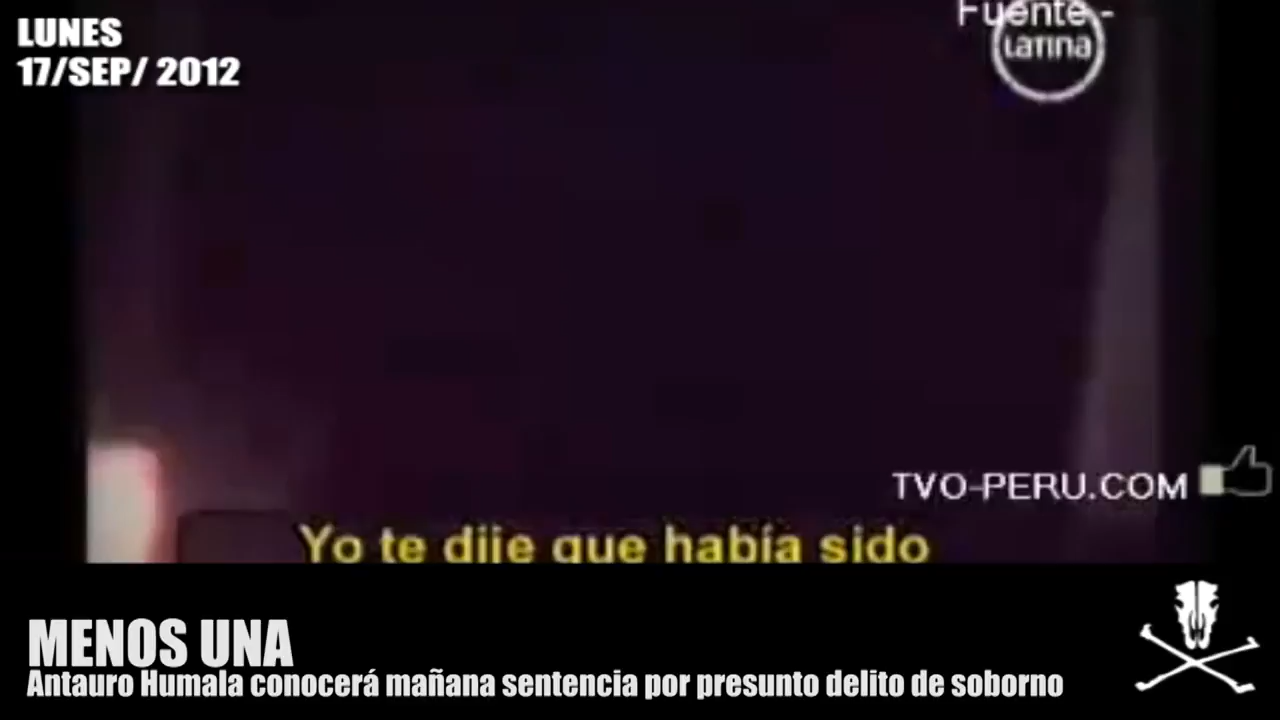 LUNES
17/SEP/ 2012
Fuente -
Latina
TVO-PERU.COM
Yo te dije que había sido
MENOS UNA
Antauro Humala conocerá mañana sentencia por presunto delito de soborno